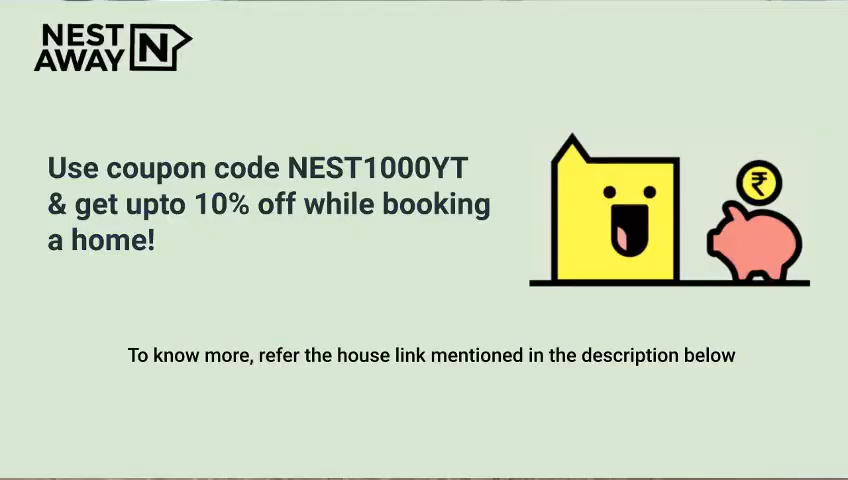 NEST
AWAY N
Use coupon code NEST1000YT
& get upto 10% off while booking
a home!
₹
To know more, refer the house link mentioned in the description below